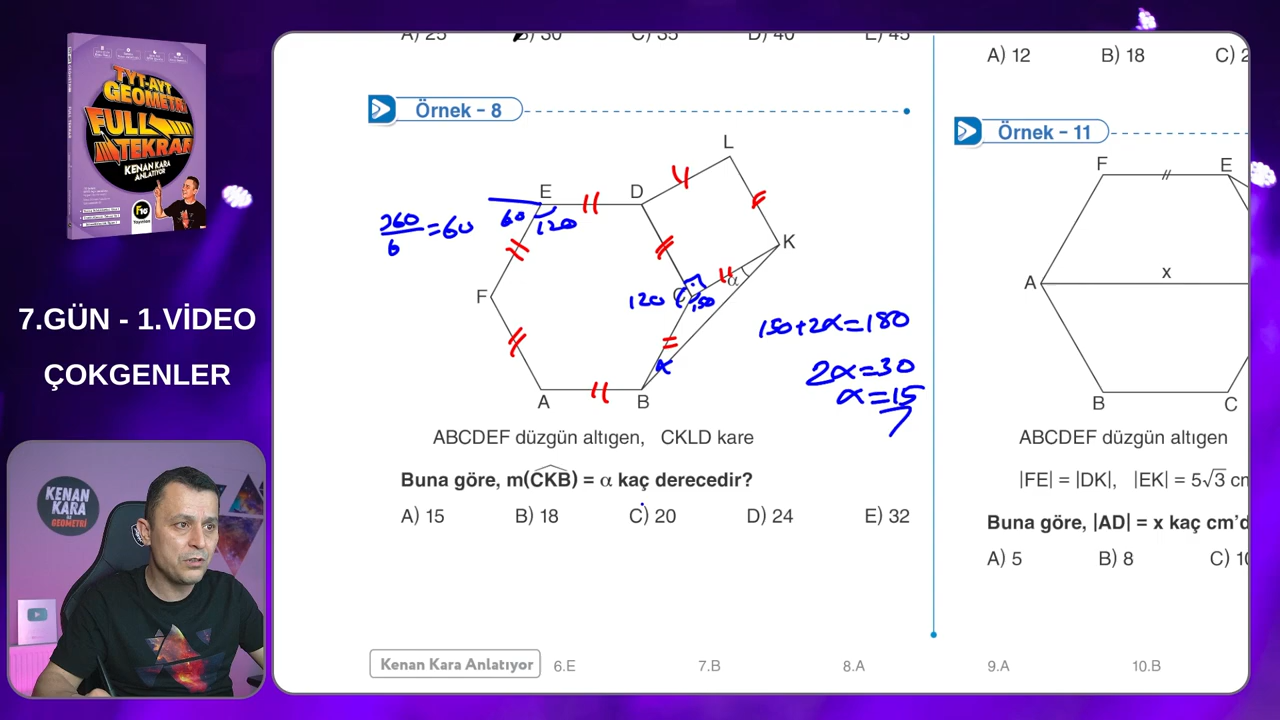 TYT-AYT
GEOMETRİ
FULL
TEKRAR
KENAN KARA
ANLATIYOR
7.GÜN - 1.VİDEO
ÇOKGENLER
KENAN
KARA
ile
GEOMETRİ
A) 25 B) 30 C) 35 D) 40 E) 45
Örnek - 8
L
E D
K
F C
α
A B
360/6 = 60
60 120
120 150
α
150+2α=180
2α=30
α=15
ABCDEF düzgün altıgen, CKLD kare
Buna göre, m(CKB) = α kaç derecedir?
A) 15 B) 18 C) 20 D) 24 E) 32
Kenan Kara Anlatıyor 6.E 7.B 8.A 9.A 10.B
A) 12 B) 18 C) 2
Örnek - 11
F E
A x
B C
ABCDEF düzgün altıgen
|FE| = |DK|, |EK| = 5√3 cm
Buna göre, |AD| = x kaç cm'd
A) 5 B) 8 C) 10